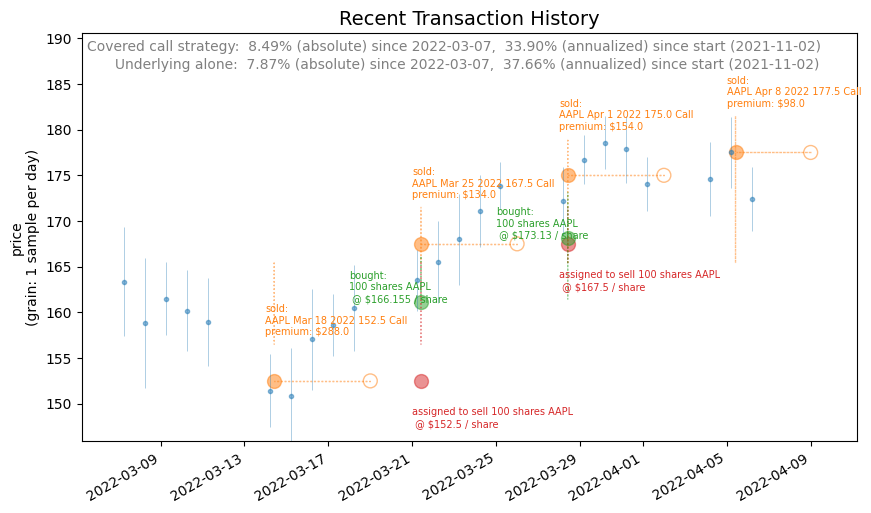 Recent Transaction History
Covered call strategy:  8.49% (absolute) since 2022-03-07,  33.90% (annualized) since start (2021-11-02)
Underlying alone:  7.87% (absolute) since 2022-03-07,  37.66% (annualized) since start (2021-11-02)
price
(grain: 1 sample per day)
190
185
180
175
170
165
160
155
150
sold:
AAPL Mar 18 2022 152.5 Call
premium: $288.0
bought:
100 shares AAPL
@ $166.155 / share
assigned to sell 100 shares AAPL
@ $152.5 / share
sold:
AAPL Mar 25 2022 167.5 Call
premium: $134.0
bought:
100 shares AAPL
@ $173.13 / share
assigned to sell 100 shares AAPL
@ $167.5 / share
sold:
AAPL Apr 1 2022 175.0 Call
premium: $154.0
sold:
AAPL Apr 8 2022 177.5 Call
premium: $98.0
2022-03-09
2022-03-13
2022-03-17
2022-03-21
2022-03-25
2022-03-29
2022-04-01
2022-04-05
2022-04-09